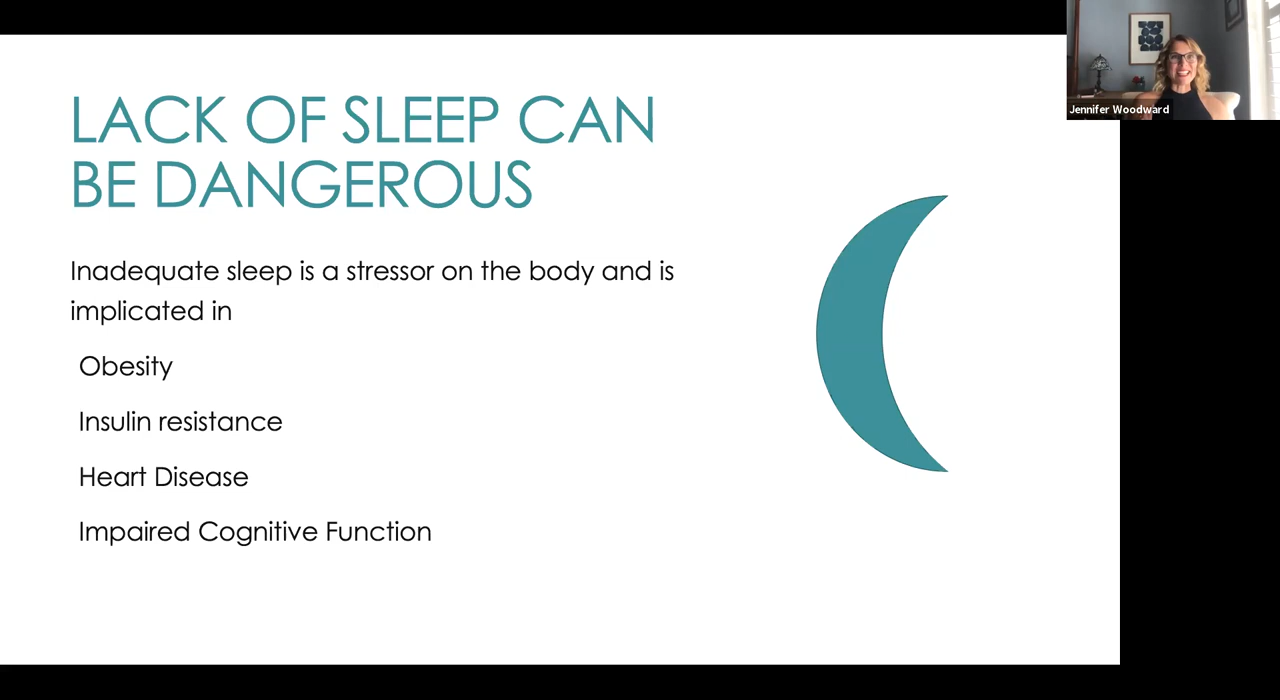 LACK OF SLEEP CAN
BE DANGEROUS
Inadequate sleep is a stressor on the body and is
implicated in
Obesity
Insulin resistance
Heart Disease
Impaired Cognitive Function
Jennifer Woodward